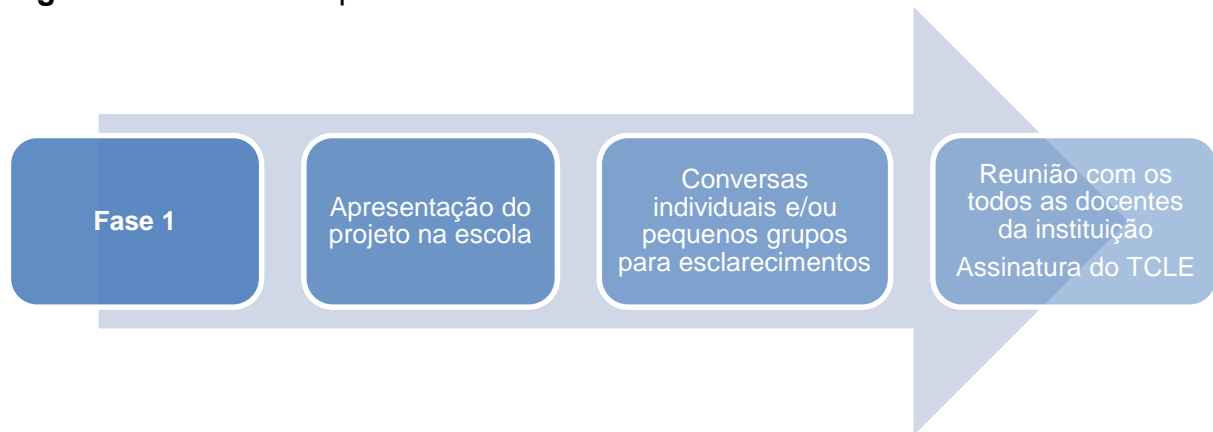 Fase 1
Apresentação do
projeto na escola
Conversas
individuais e/ou
pequenos grupos
para esclarecimentos
Reunião com os
todos as docentes
da instituição
Assinatura do TCLE